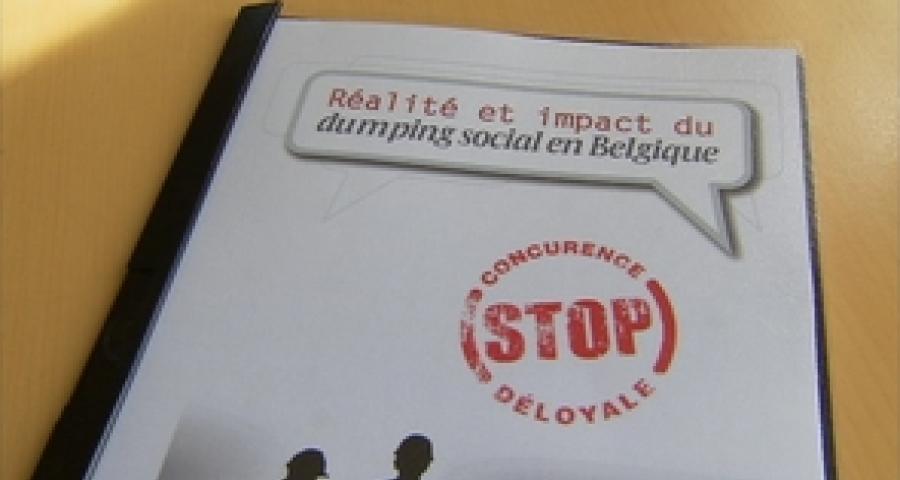 Réalité et impact du
dumping social en Belgique
CONCURENCE
STOP
DÉLOYALE